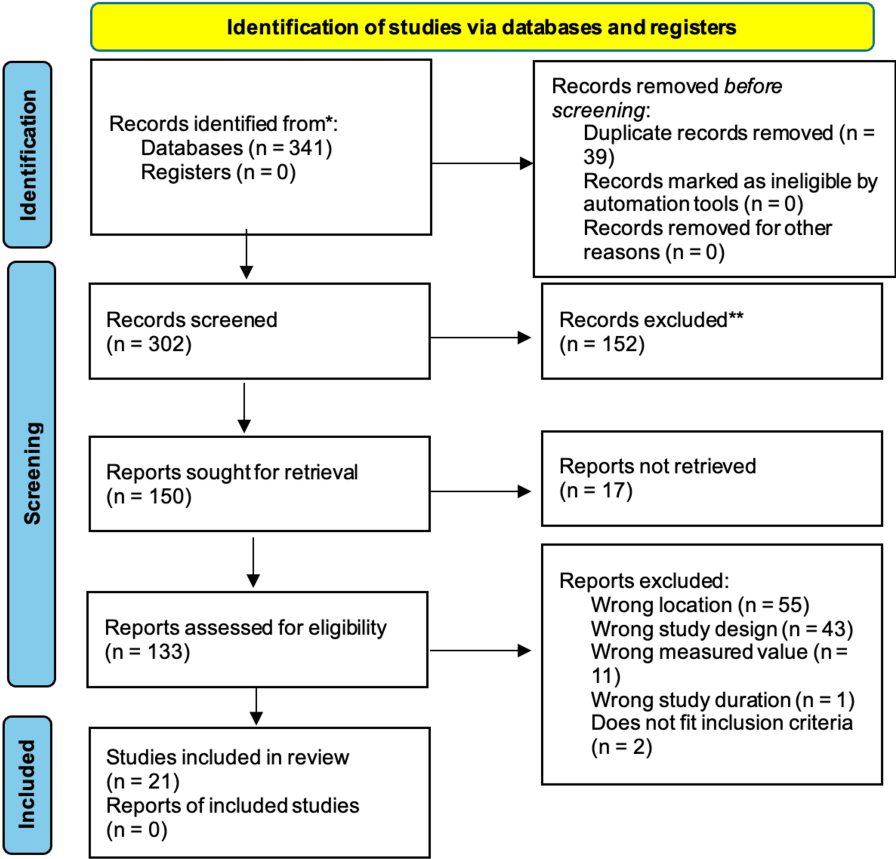 Identification of studies via databases and registers
Identification
Records identified from*:
Databases (n = 341)
Registers (n = 0)
Records removed before
screening:
Duplicate records removed (n =
39)
Records marked as ineligible by
automation tools (n = 0)
Records removed for other
reasons (n = 0)
Screening
Records screened
(n = 302)
Records excluded**
(n = 152)
Reports sought for retrieval
(n = 150)
Reports not retrieved
(n = 17)
Reports assessed for eligibility
(n = 133)
Reports excluded:
Wrong location (n = 55)
Wrong study design (n = 43)
Wrong measured value (n =
11)
Wrong study duration (n = 1)
Does not fit inclusion criteria
(n = 2)
Included
Studies included in review
(n = 21)
Reports of included studies
(n = 0)